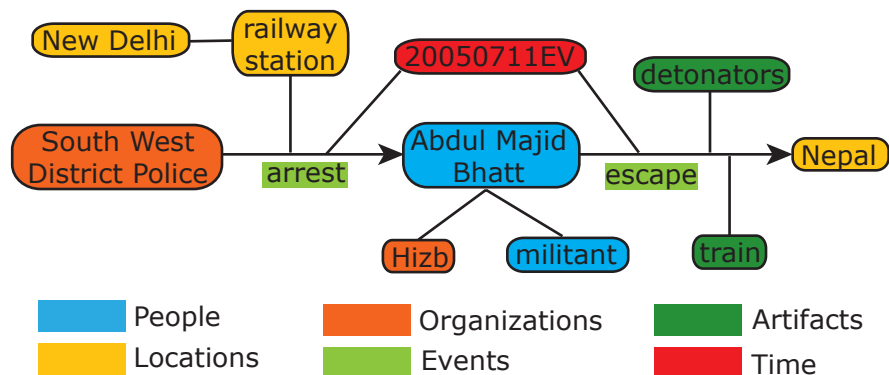 New Delhi
railway
station
20050711EV
detonators
South West
District Police
arrest
Abdul Majid
Bhatt
escape
Nepal
Hizb
militant
train
People
Organizations
Artifacts
Locations
Events
Time